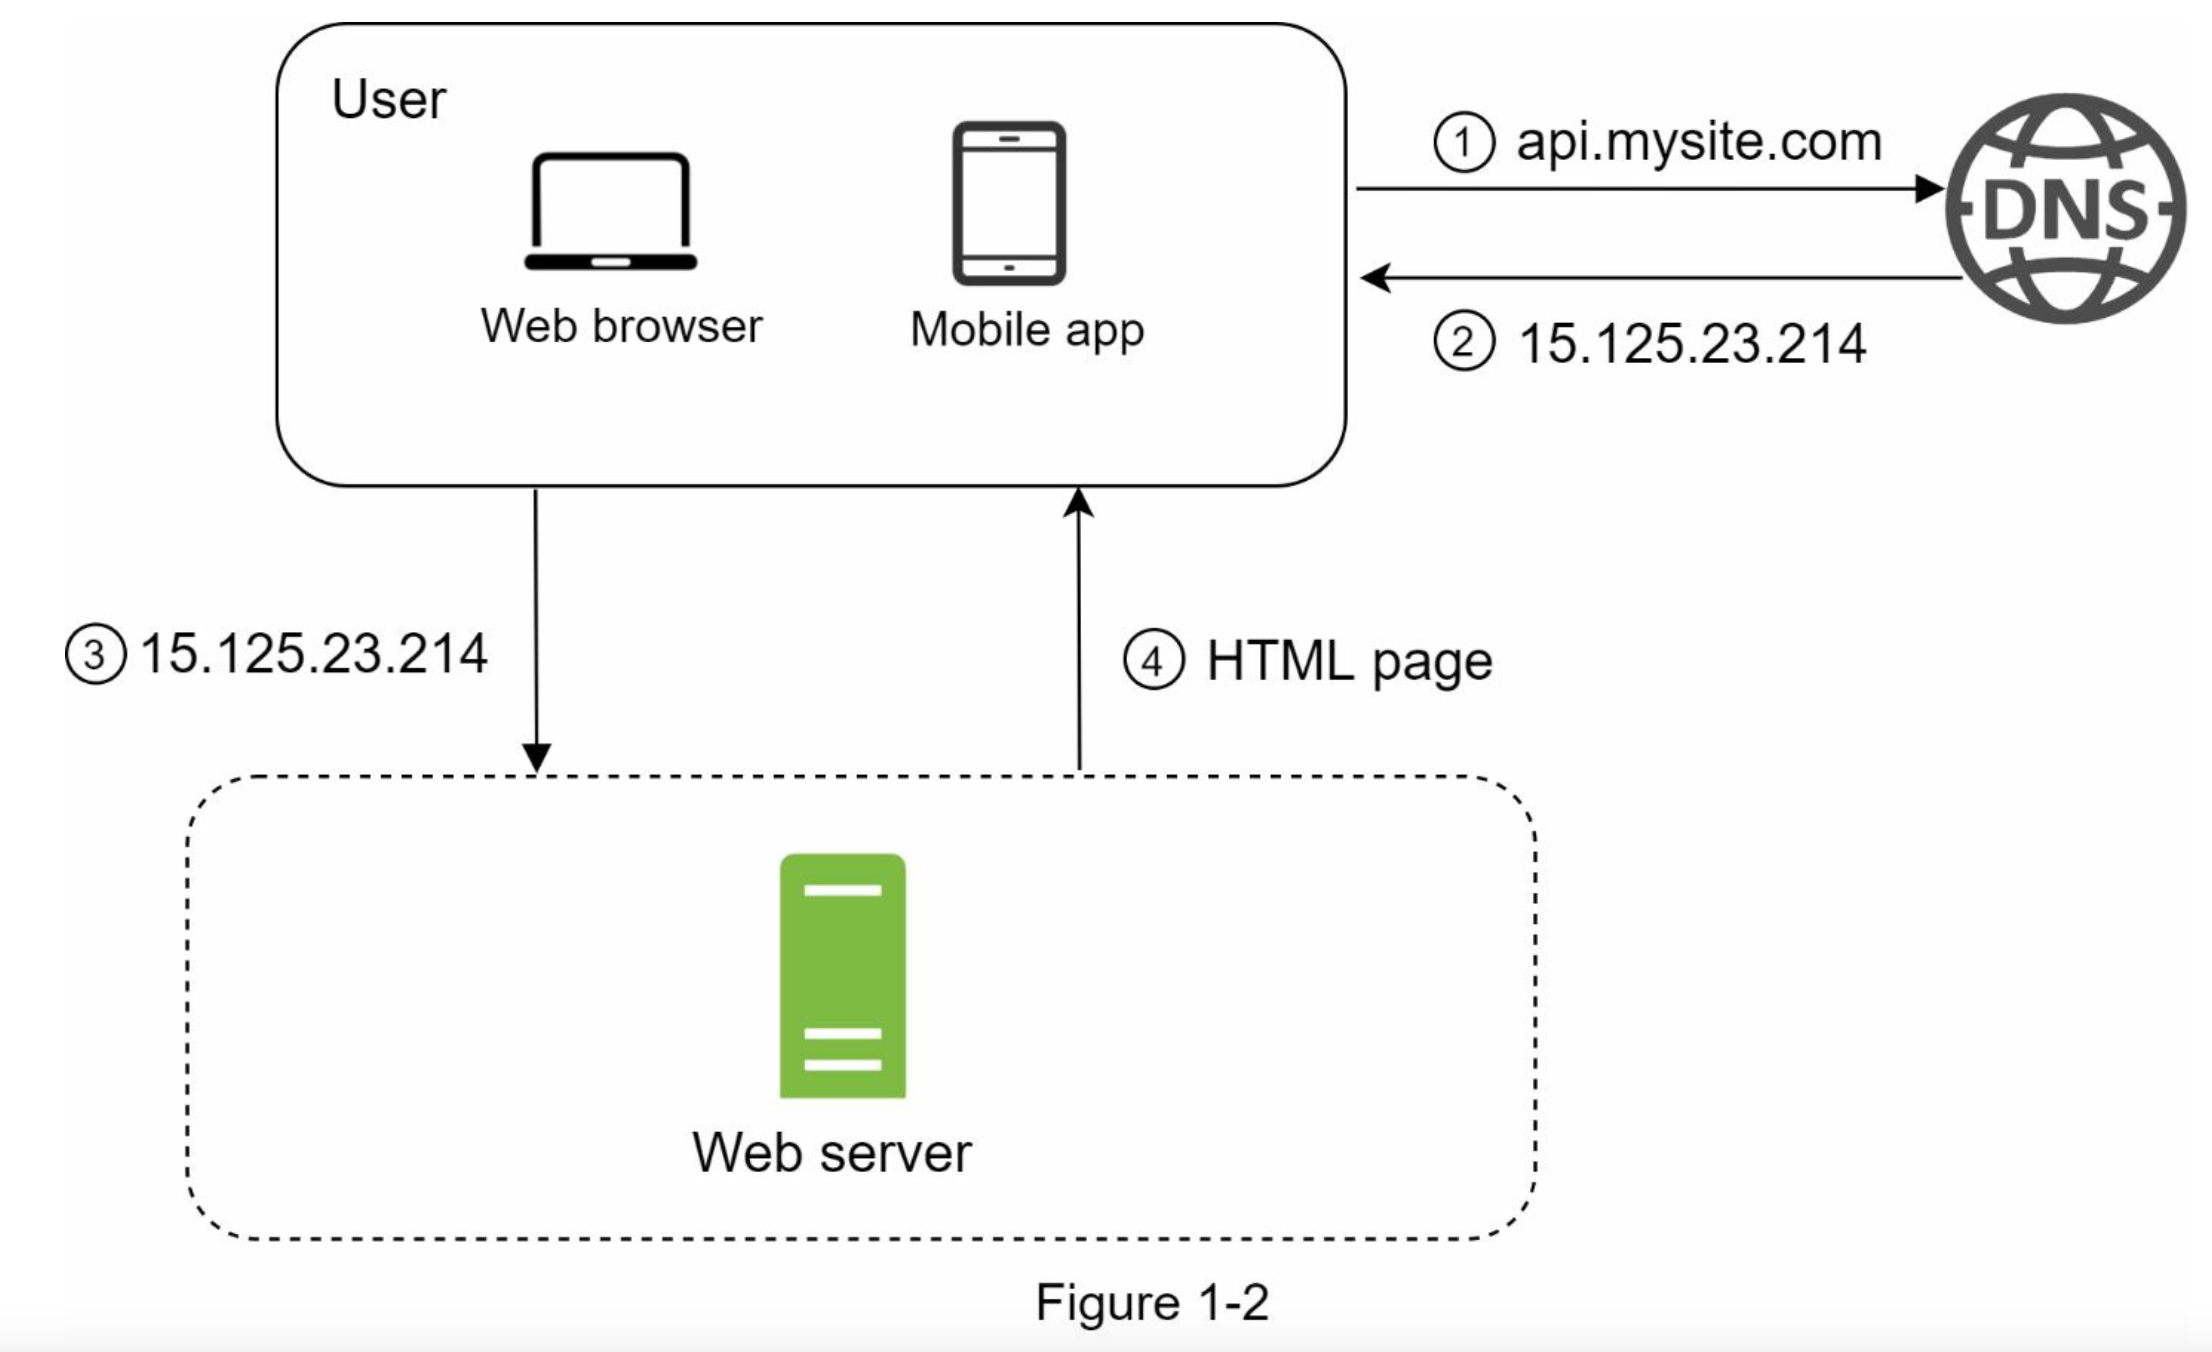 User
Web browser
Mobile app
1 api.mysite.com
DNS
2 15.125.23.214
3 15.125.23.214
4 HTML page
Web server
Figure 1-2